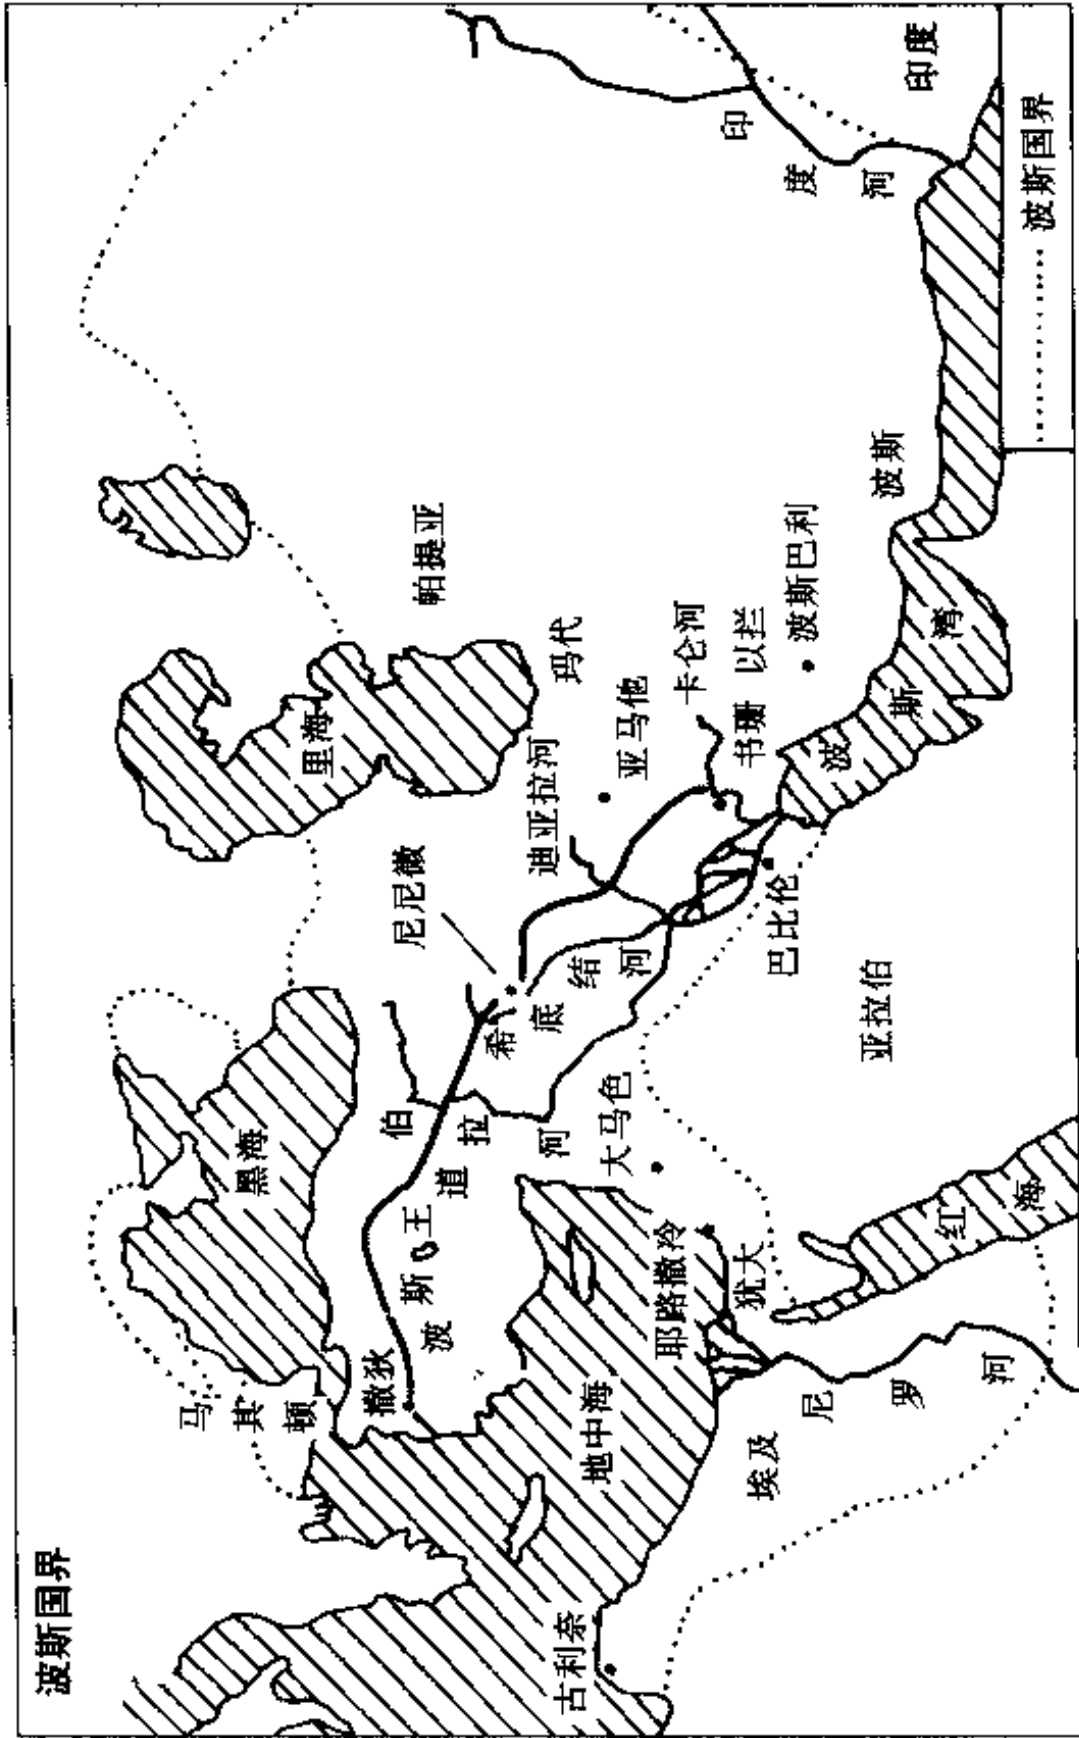 波斯国界
马其顿
黑海
里海
帕提亚
玛代
尼尼微
迪亚拉河
亚马他
卡仑河
书珊
以拦
波斯巴利
波斯
印度河
印度
撒狄
波斯王道
伯拉河
希底结河
大马色
巴比伦
波斯湾
地中海
耶路撒冷
犹大
亚拉伯
红海
古利奈
埃及
尼罗河
波斯国界